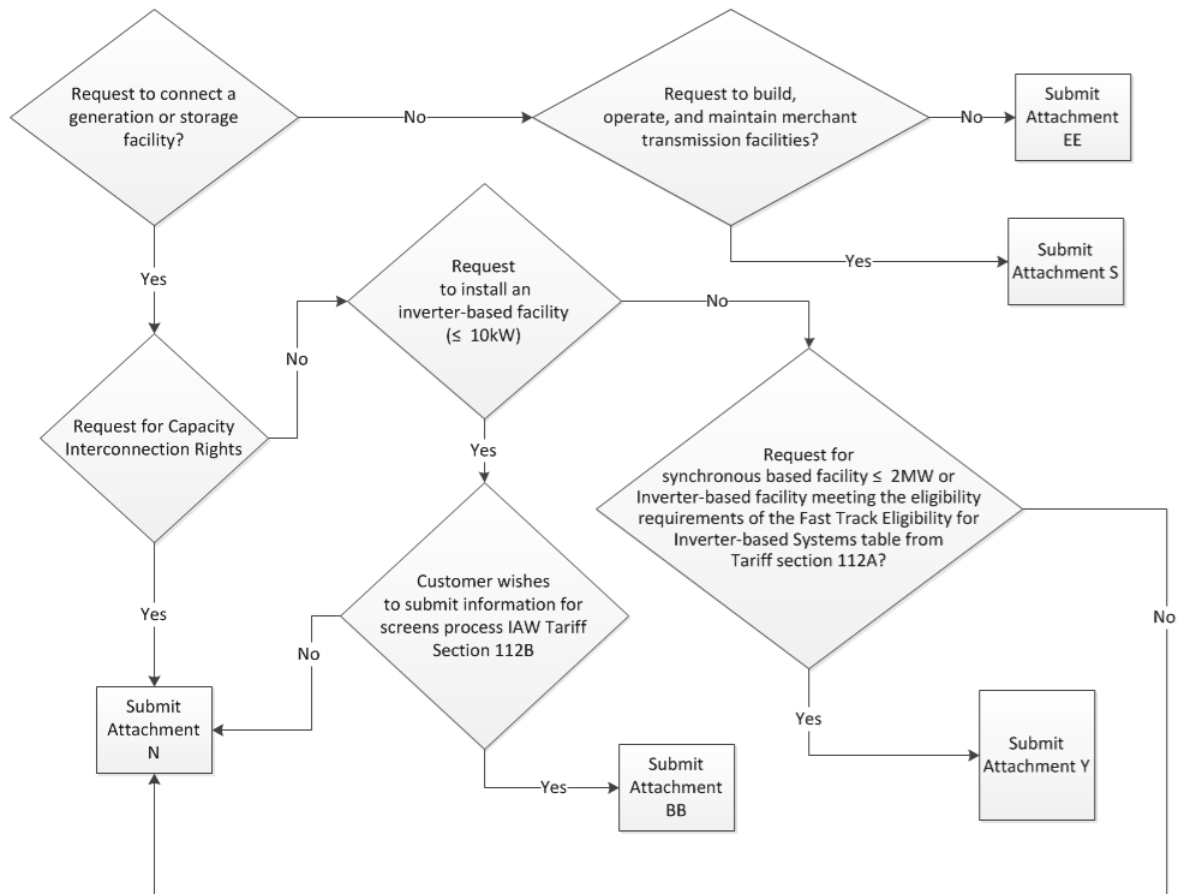 Request to connect a
generation or storage
facility?
No
Request to build,
operate, and maintain merchant
transmission facilities?
No
Submit
Attachment
EE
Yes
Submit
Attachment S
Yes
Request for Capacity
Interconnection Rights
No
Request
to install an
inverter-based facility
(≤ 10kW)
No
Yes
Request for
synchronous based facility ≤ 2MW or
Inverter-based facility meeting the eligibility
requirements of the Fast Track Eligibility for
Inverter-based Systems table from
Tariff section 112A?
No
Yes
Customer wishes
to submit information for
screens process IAW Tariff
Section 112B
No
Submit
Attachment
N
Yes
Submit
Attachment
BB
Yes
Submit
Attachment Y